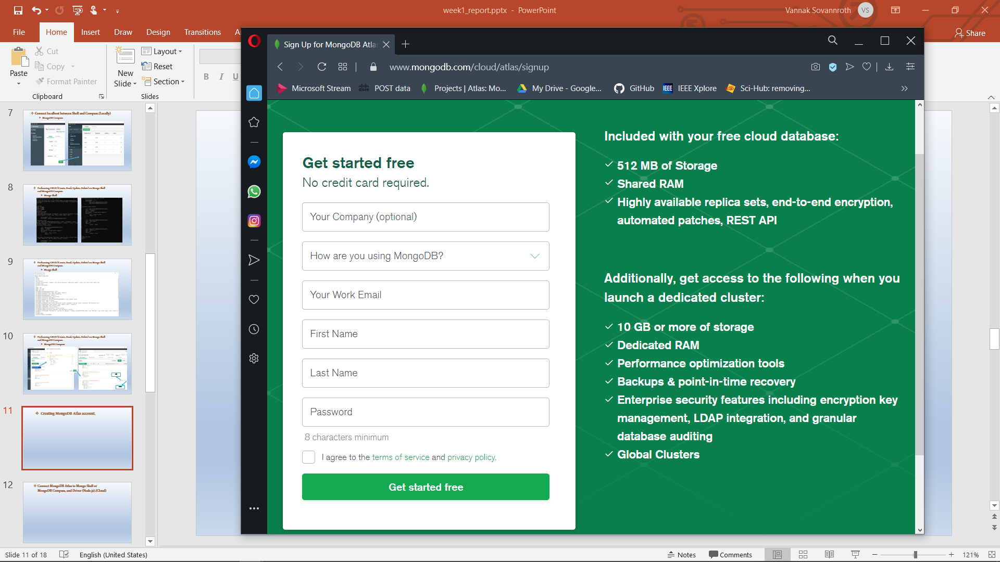 week1_report.pptx - PowerPoint
Vannak Sovannroth
VS
File
Home
Insert
Draw
Design
Transitions
Share
Paste
Cut
Copy
Format Painter
Clipboard
New
Slide
Layout
Reset
Section
Slides
B
I
U
Sign Up for MongoDB Atla
www.mongodb.com/cloud/atlas/signup
Microsoft Stream
POST data
Projects | Atlas: Mo...
My Drive - Google...
GitHub
IEEE
IEEE Xplore
Sci-Hub: removing...
7
Connect localhost between Shell and Compass.(Locally)
MongoDB Compass
8
Performing CRUD (Create, Read, Update, Delete) on Mongo Shell
and MongoDB Compass.
Mongo Shell
9
Performing CRUD (Create, Read, Update, Delete) on Mongo Shell
and MongoDB Compass.
Mongo Shell
10
Performing CRUD (Create, Read, Update, Delete) on Mongo Shell
and MongoDB Compass.
MongoDB Compass
11
Creating MongoDB Atlas account.
12
Connect MongoDB Atlas to Mongo Shell or
MongoDB Compass, and Driver (Node.js).(Cloud)
Get started free
No credit card required.
Your Company (optional)
How are you using MongoDB?
Your Work Email
First Name
Last Name
Password
8 characters minimum
I agree to the terms of service and privacy policy.
Get started free
Included with your free cloud database:
512 MB of Storage
Shared RAM
Highly available replica sets, end-to-end encryption,
automated patches, REST API
Additionally, get access to the following when you
launch a dedicated cluster:
10 GB or more of storage
Dedicated RAM
Performance optimization tools
Backups & point-in-time recovery
Enterprise security features including encryption key
management, LDAP integration, and granular
database auditing
Global Clusters
Slide 11 of 18
English (United States)
Notes
Comments
121%